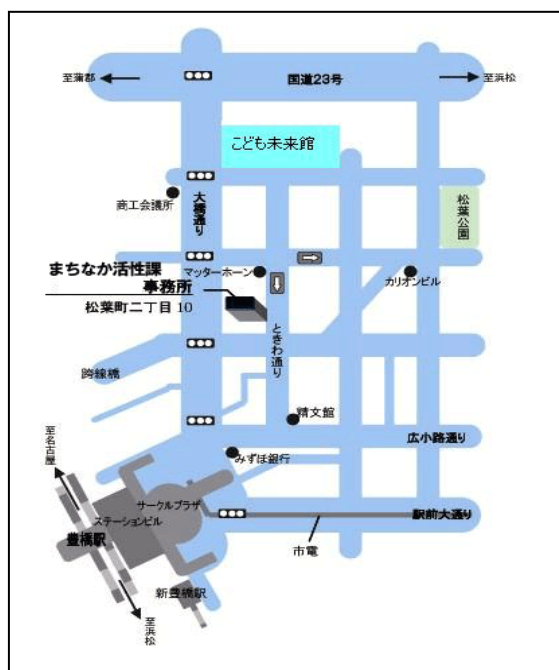 至蒲郡
国道23号
至浜松
こども未来館
商工会議所
大橋通り
松葉公園
まちなか活性課
事務所
松葉町二丁目10
マッターホーン
カリオンビル
ときわ通り
跨線橋
精文館
広小路通り
みずほ銀行
至名古屋
サークルプラザ
ステーションビル
豊橋駅
駅前大通り
市電
新豊橋駅
至浜松